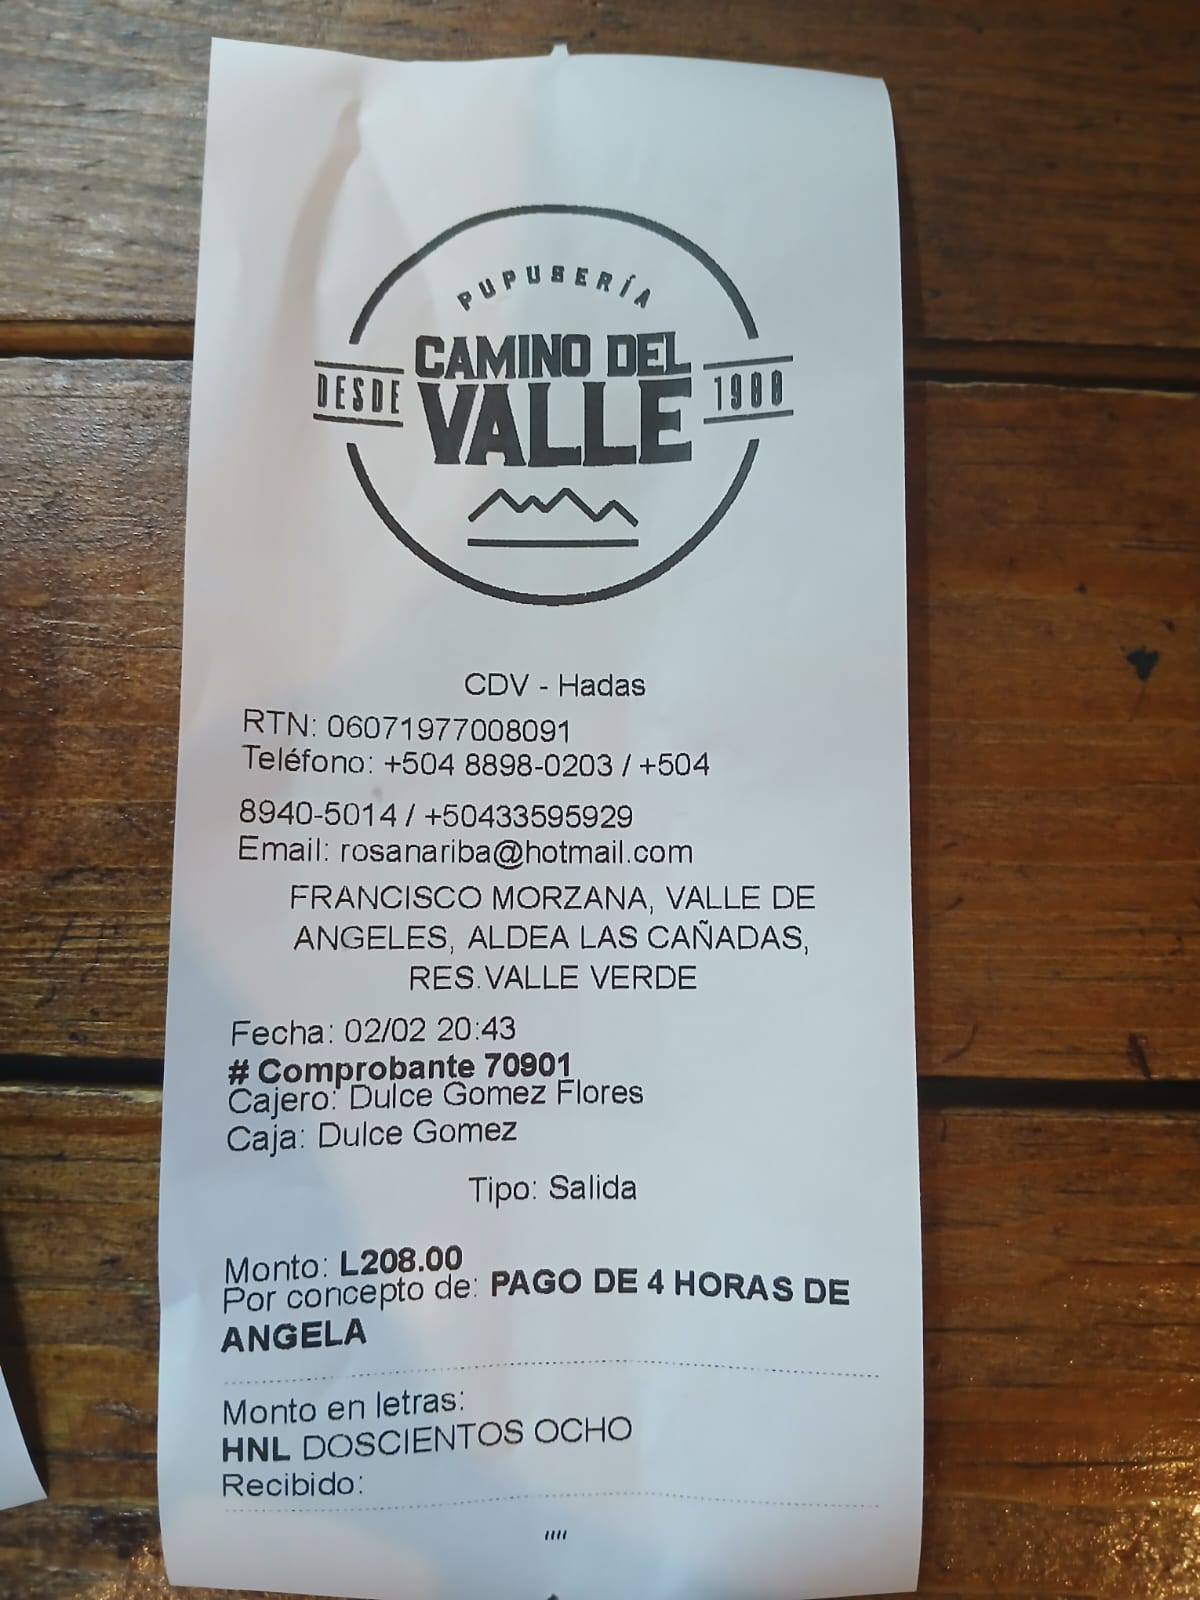 PUPUSERÍA
CAMINO DEL
DESDE VALLE 1988
CDV - Hadas
RTN: 06071977008091
Teléfono: +504 8898-0203 / +504
8940-5014 / +50433595929
Email: rosanariba@hotmail.com
FRANCISCO MORZANA, VALLE DE
ANGELES, ALDEA LAS CAÑADAS,
RES.VALLE VERDE
Fecha: 02/02 20:43
# Comprobante 70901
Cajero: Dulce Gomez Flores
Caja: Dulce Gomez
Tipo: Salida
Monto: L208.00
Por concepto de: PAGO DE 4 HORAS DE
ANGELA
Monto en letras:
HNL DOSCIENTOS OCHO
Recibido:
,,,,